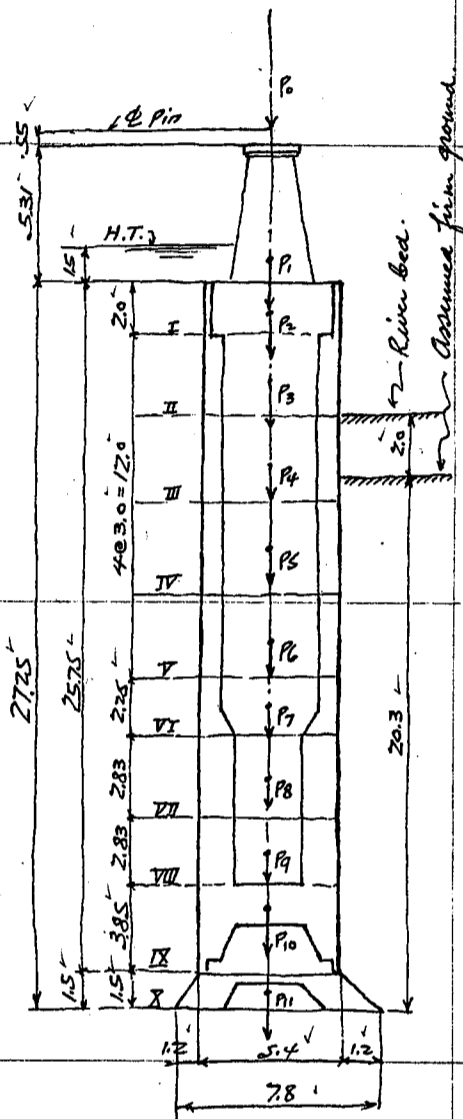 P₀
℄ Pin
.55
5.31
H.T.
1.5
P₁
2.0
I
P₂
P₃
II
River bed.
Assumed firm ground.
2.0
P₄
III
4@3.0=12.0
P5
IV
P6
V
27.25
25.75
20.3
2.25
P7
VI
2.83
P8
VII
2.83
P9
VIII
3.85
P10
IX
1.5
1.5
X
P11
1.2
5.4
1.2
7.8